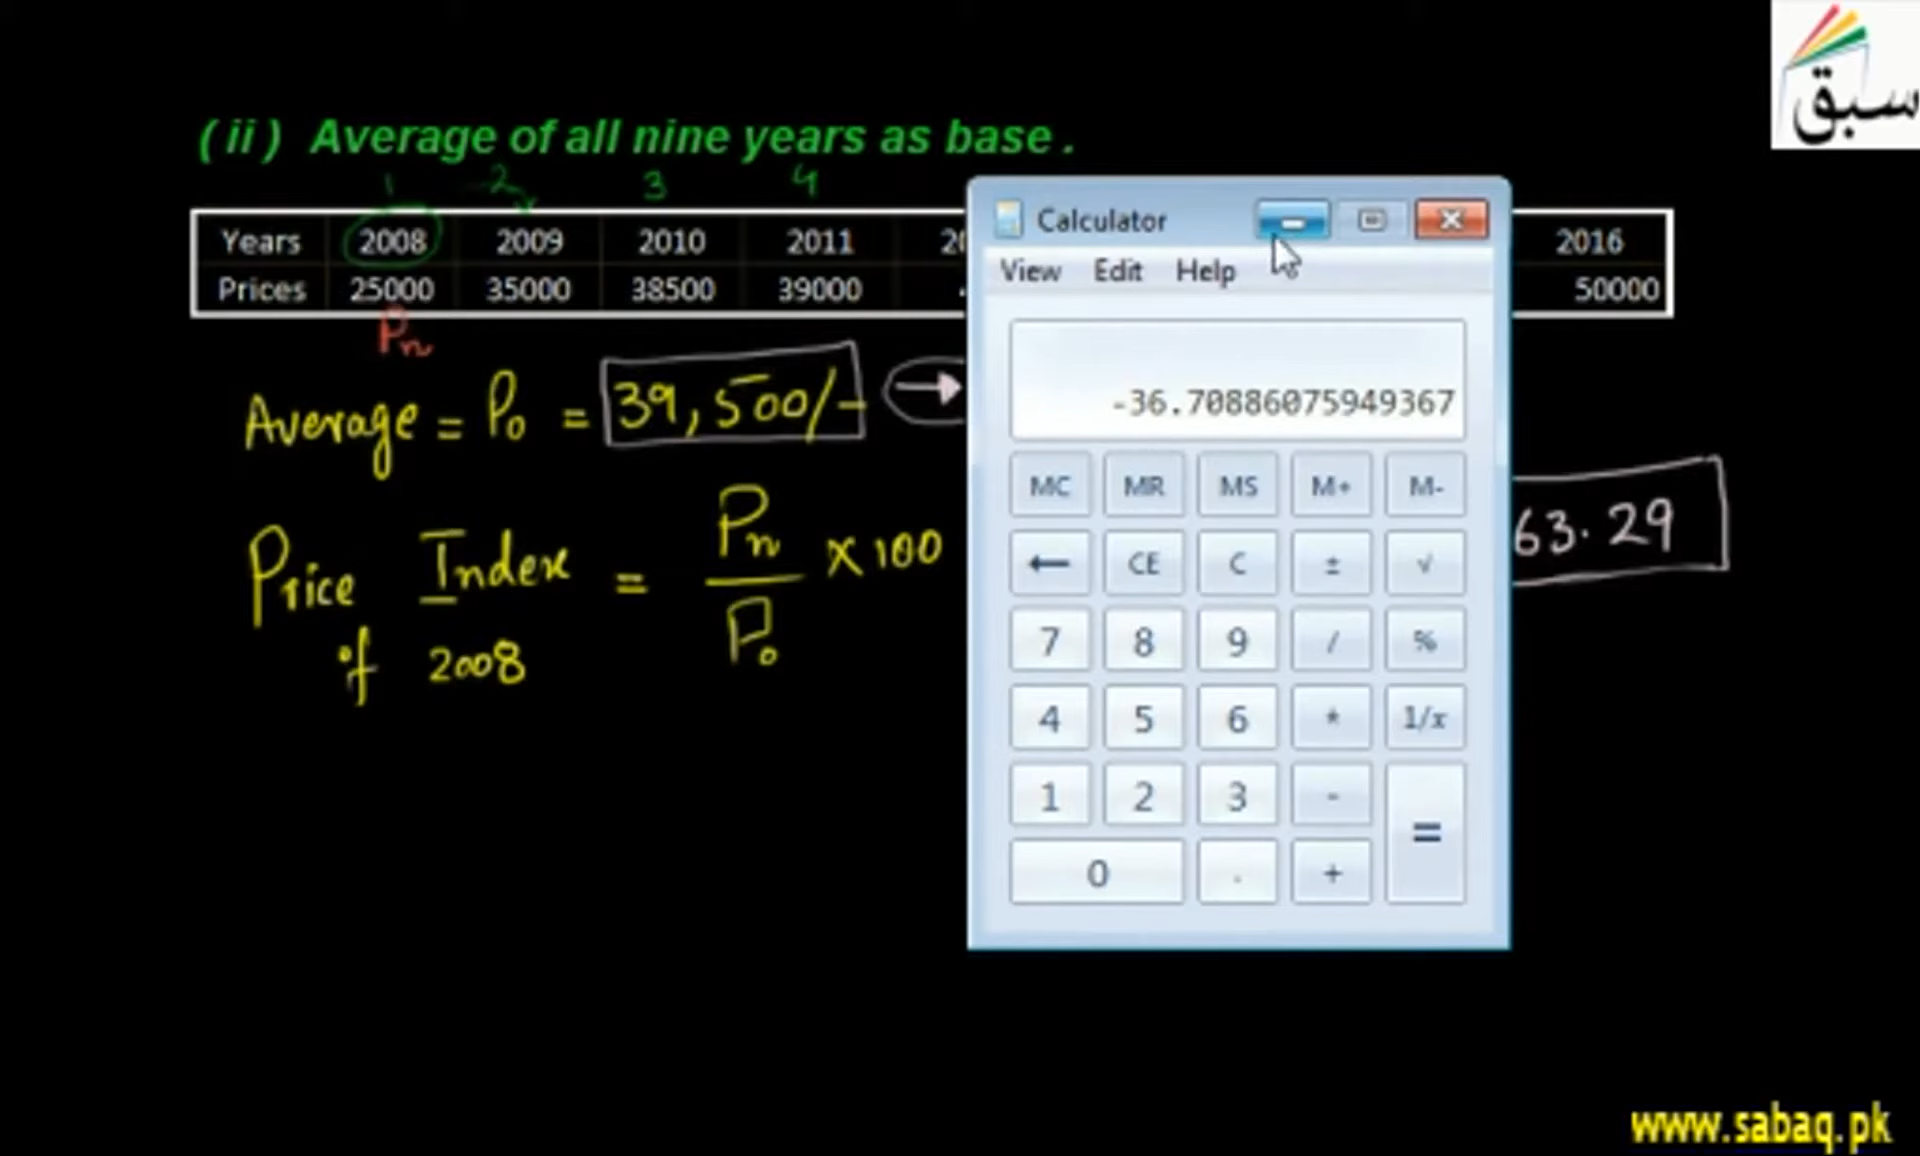 سبق
( ii ) Average of all nine years as base .
1 2 3 4
Years 2008 2009 2010 2011 20 2016
Prices 25000 35000 38500 39000 50000
Pn
Average = Po = 39,500/-
Price Index of 2008 = Pn/Po × 100
63.29
Calculator
View Edit Help
-36.70886075949367
MC MR MS M+ M-
← CE C ± √
7 8 9 / %
4 5 6 * 1/x
1 2 3 - =
0 . +
www.sabaq.pk